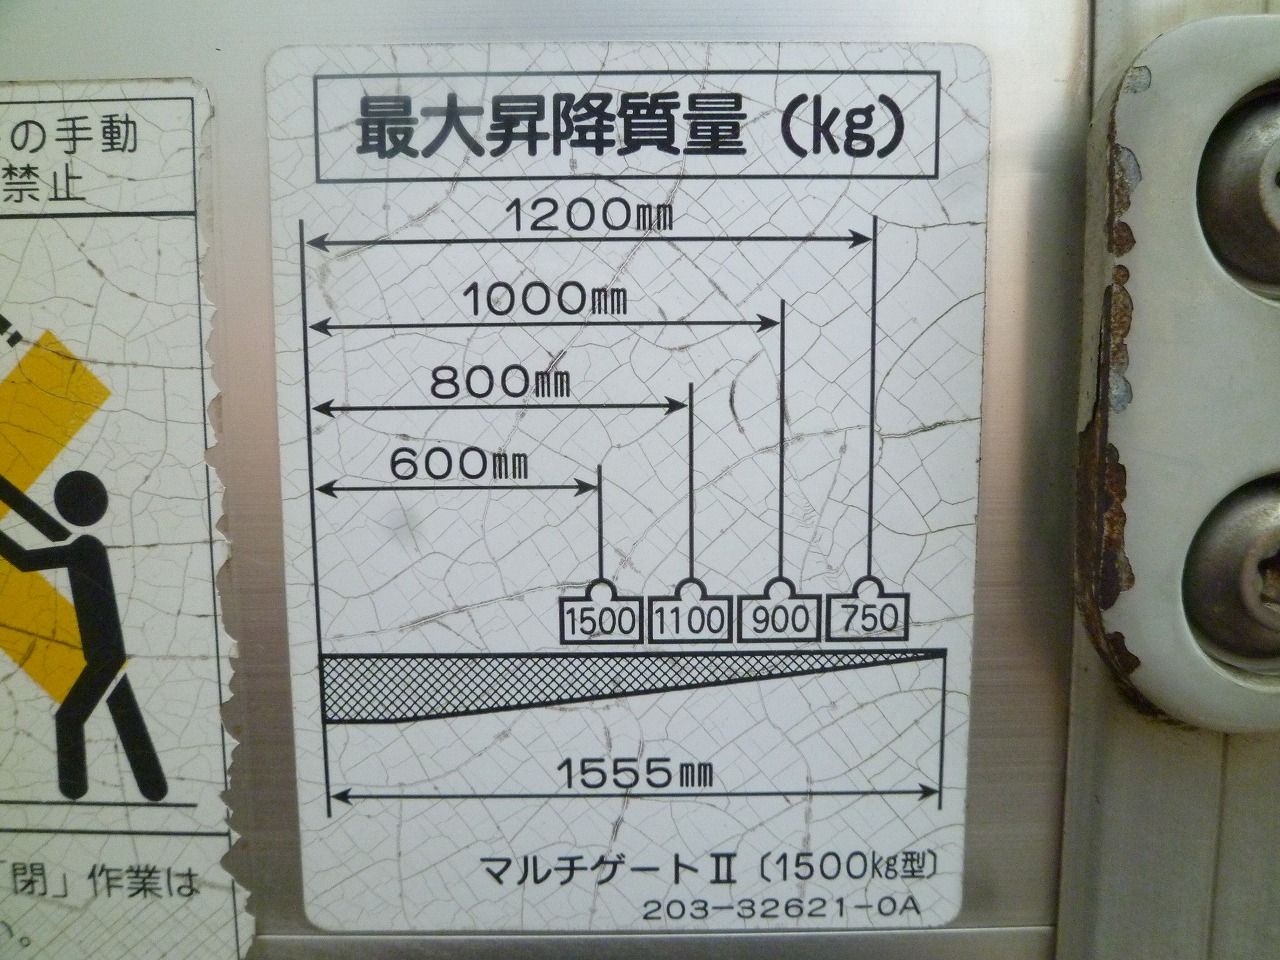 の手動
禁止
「閉」作業は
い。
最大昇降質量（kg）
1200mm
1000mm
800mm
600mm
1500 1100 900 750
1555mm
マルチゲートⅡ〔1500kg型〕
203-32621-0A